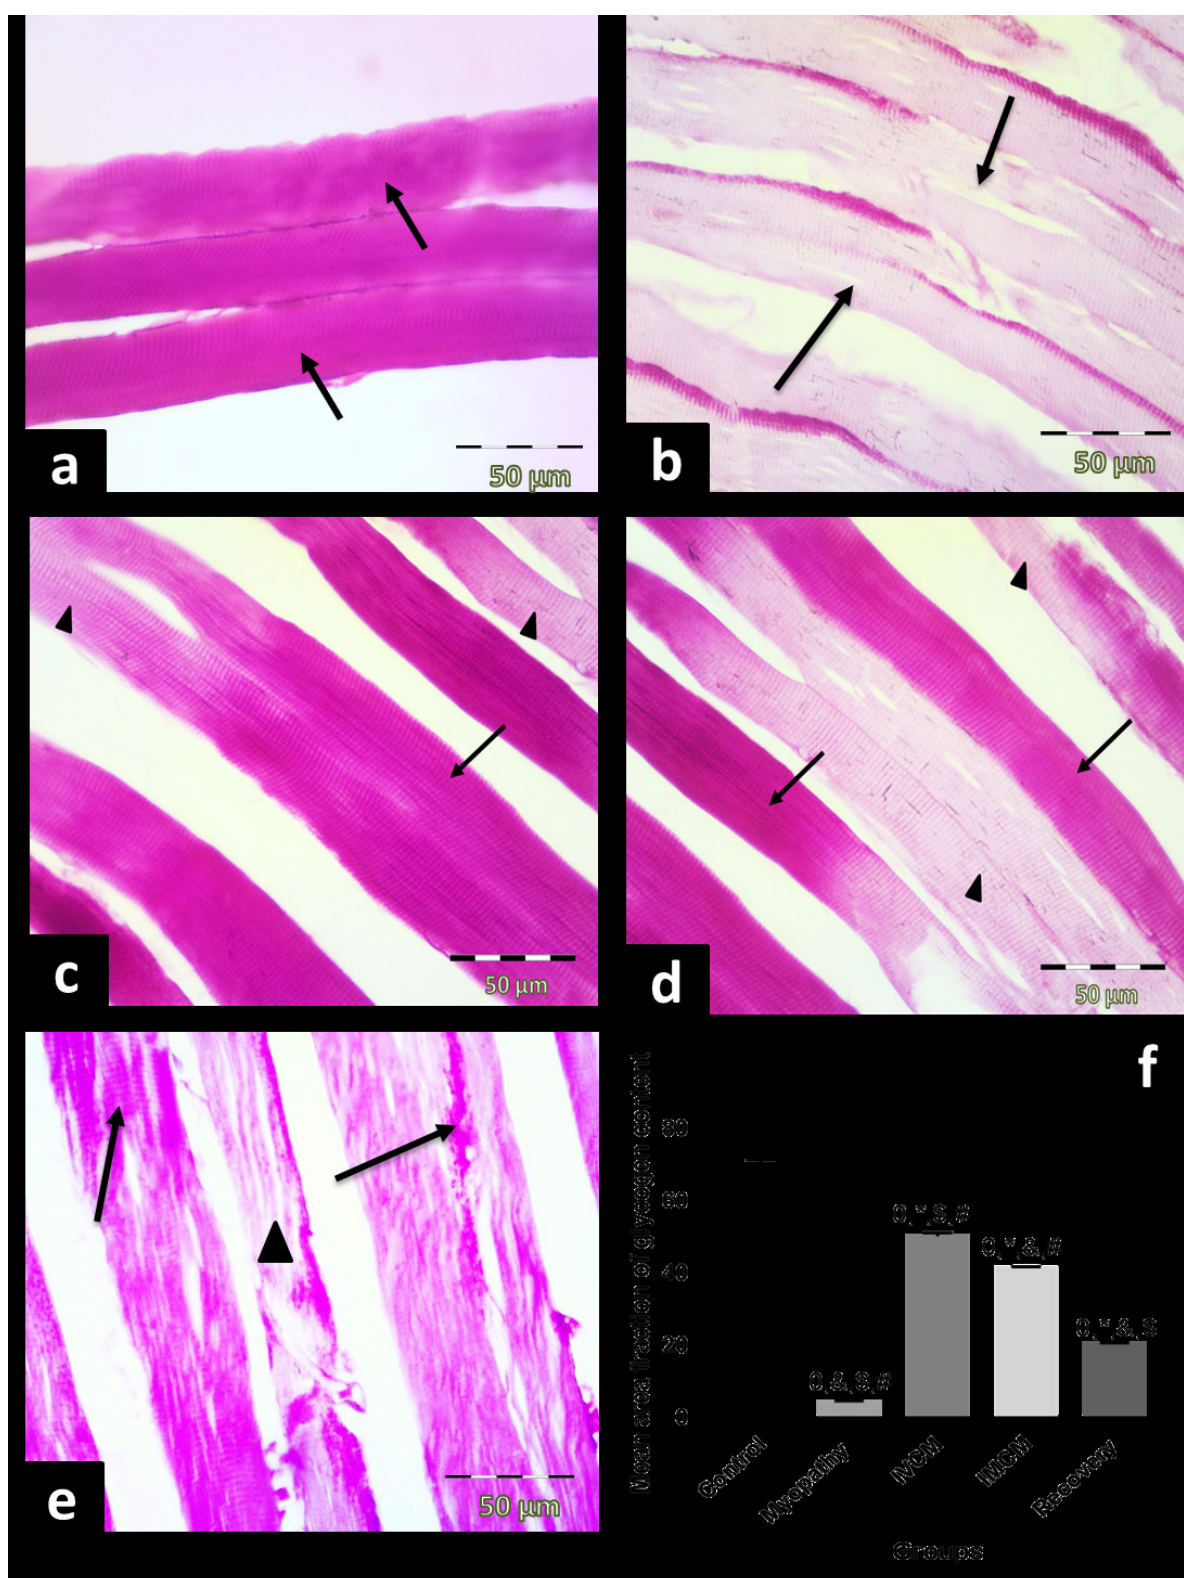 a
50 µm
b
50 µm
c
50 µm
d
50 µm
e
50 µm
f
Mean area fraction of glycogen content
80
60
40
20
0
O,*,$,#
O,*,&,#
O,*,&,$
O,&,$,#
Control
Myopathy
IVCM
IMCM
Recovery
Groups